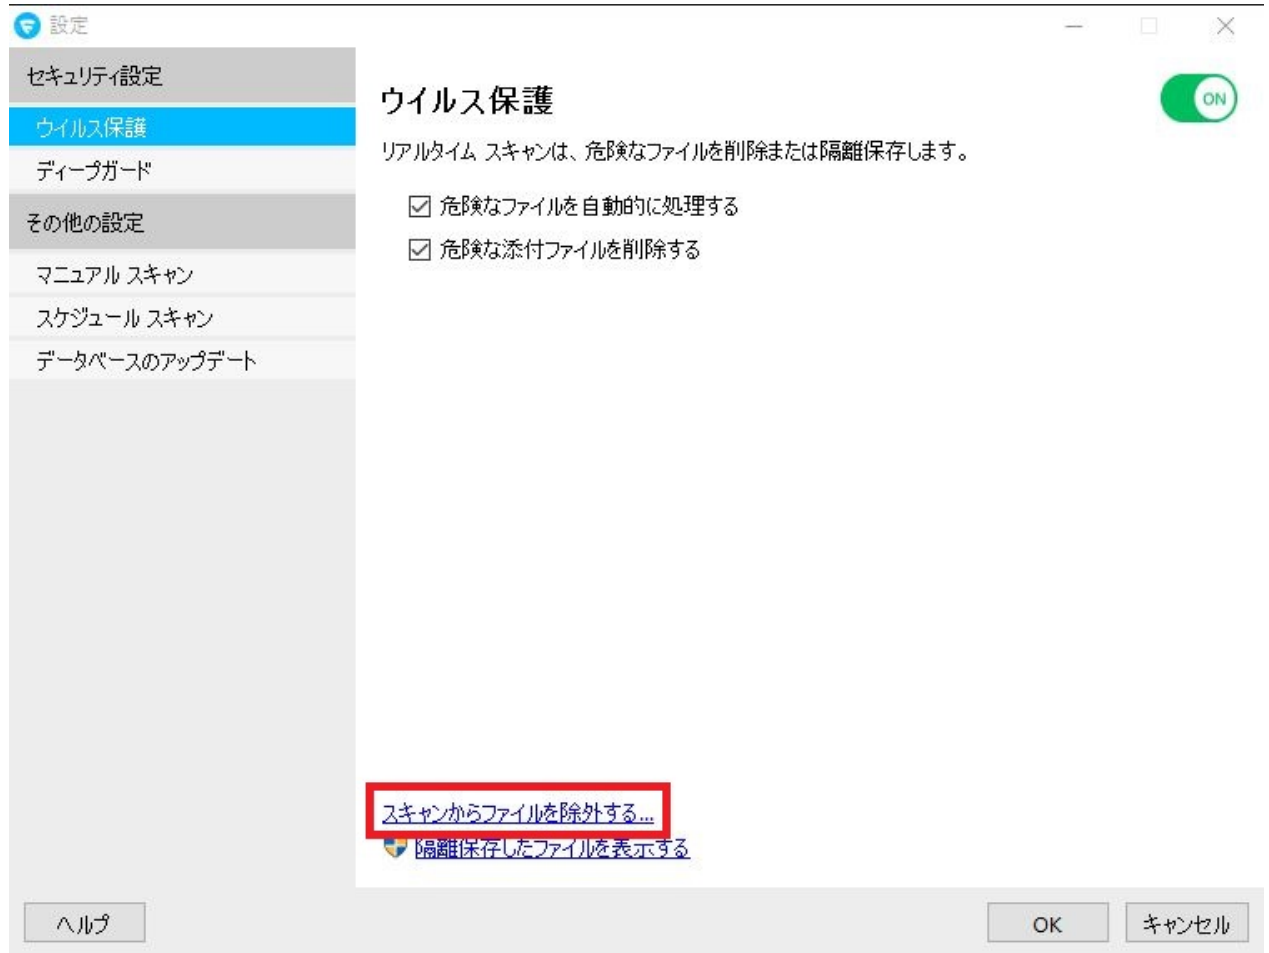 設定
セキュリティ設定
ウイルス保護
ディープガード
その他の設定
マニュアル スキャン
スケジュール スキャン
データベースのアップデート
ウイルス保護
ON
リアルタイム スキャンは、危険なファイルを削除または隔離保存します。
危険なファイルを自動的に処理する
危険な添付ファイルを削除する
スキャンからファイルを除外する...
隔離保存したファイルを表示する
ヘルプ
OK
キャンセル